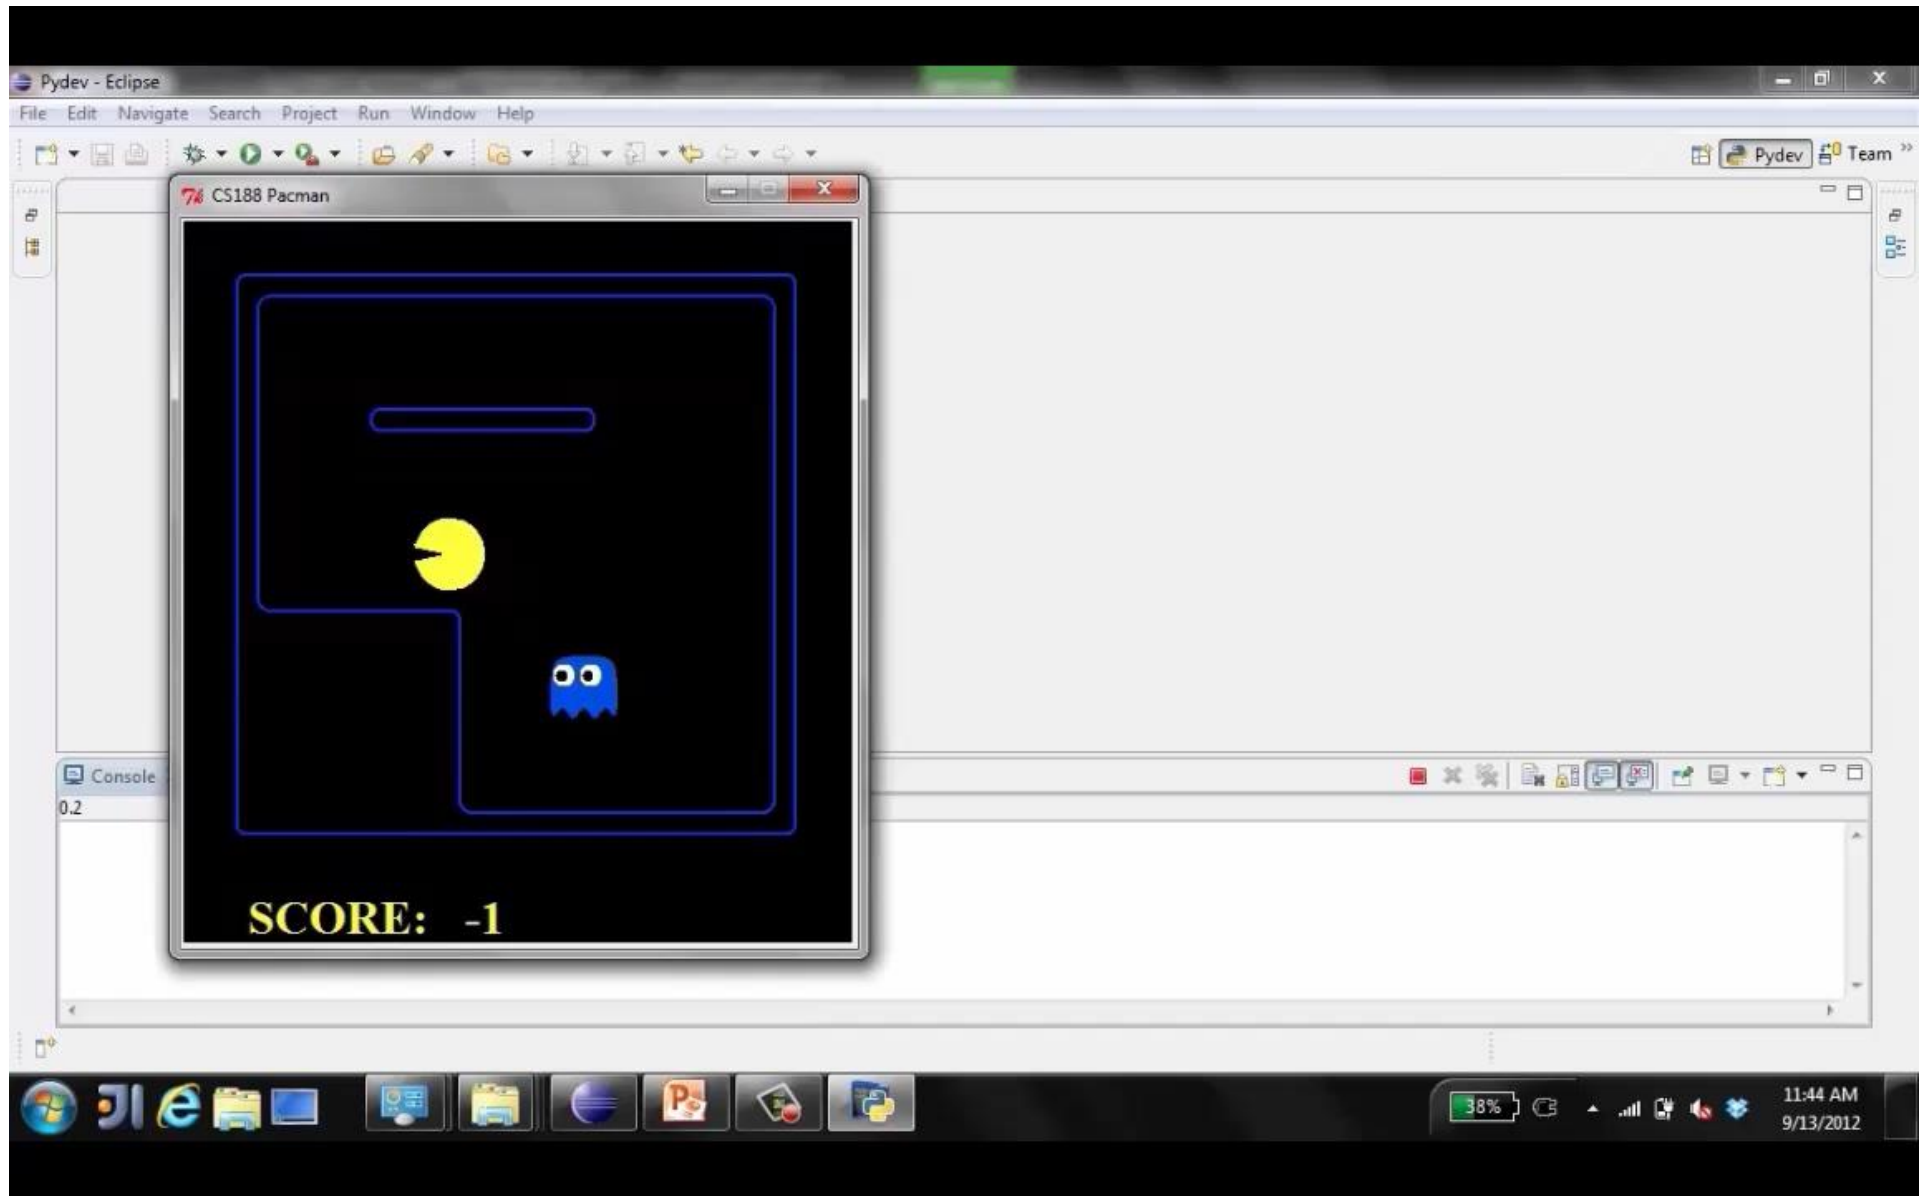 Pydev - Eclipse
File Edit Navigate Search Project Run Window Help
Pydev Team
CS188 Pacman
Console
0.2
SCORE: -1
38%
11:44 AM
9/13/2012